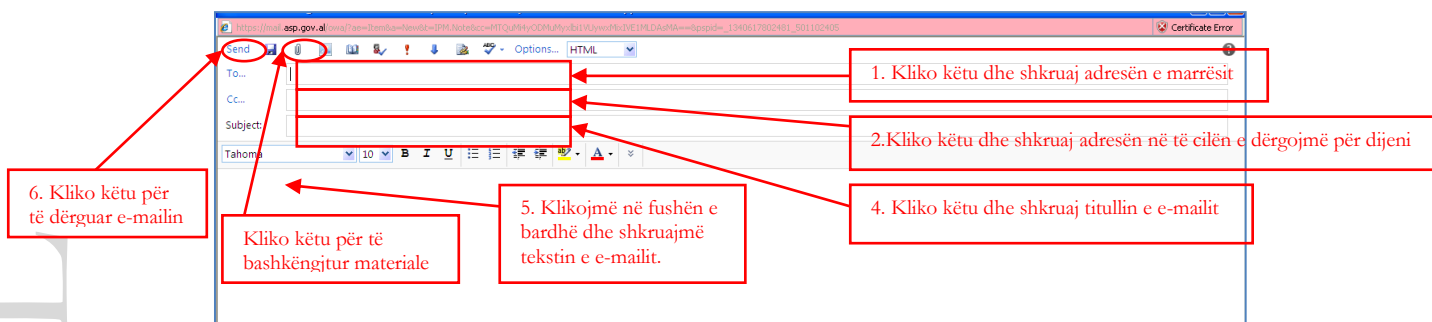 asp.gov.al
Certificate Error
Send Options... HTML
To...
Cc...
Subject:
Tahoma 10 B I U A
1. Kliko këtu dhe shkruaj adresën e marrësit
2.Kliko këtu dhe shkruaj adresën në të cilën e dërgojmë për dijeni
4. Kliko këtu dhe shkruaj titullin e e-mailit
5. Klikojmë në fushën e
bardhë dhe shkruajmë
tekstin e e-mailit.
Kliko këtu për të
bashkëngjtur materiale
6. Kliko këtu për
të dërguar e-mailin